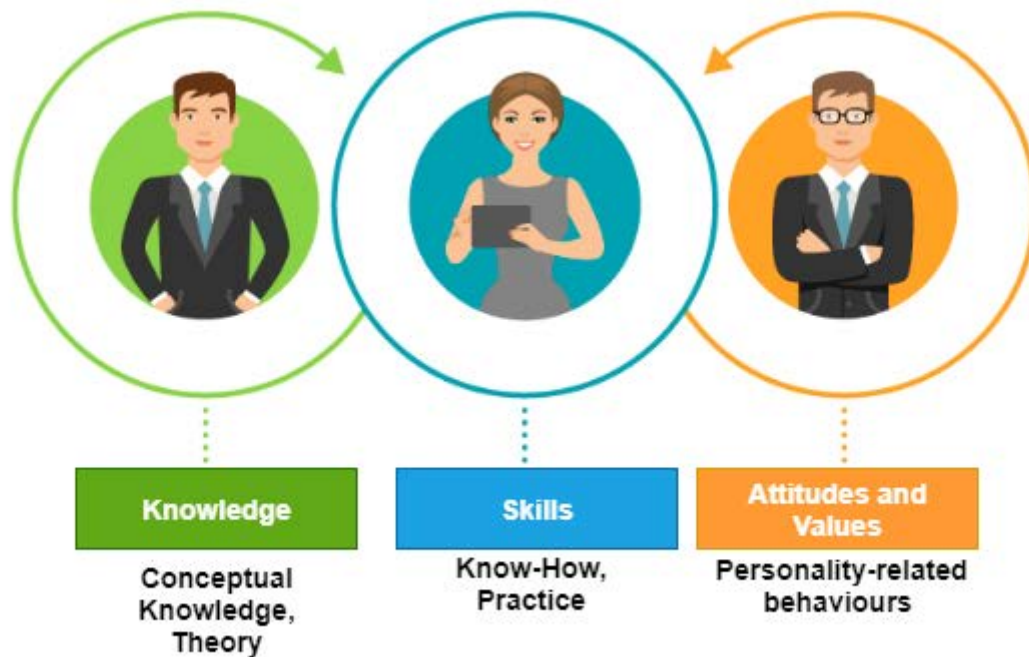 Knowledge
Conceptual
Knowledge,
Theory
Skills
Know-How,
Practice
Attitudes and
Values
Personality-related
behaviours